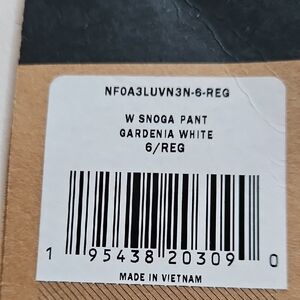 NF0A3LUVN3N-6-REG
W SNOGA PANT
GARDENIA WHITE
6/REG
1 95438 20309 0
MADE IN VIETNAM